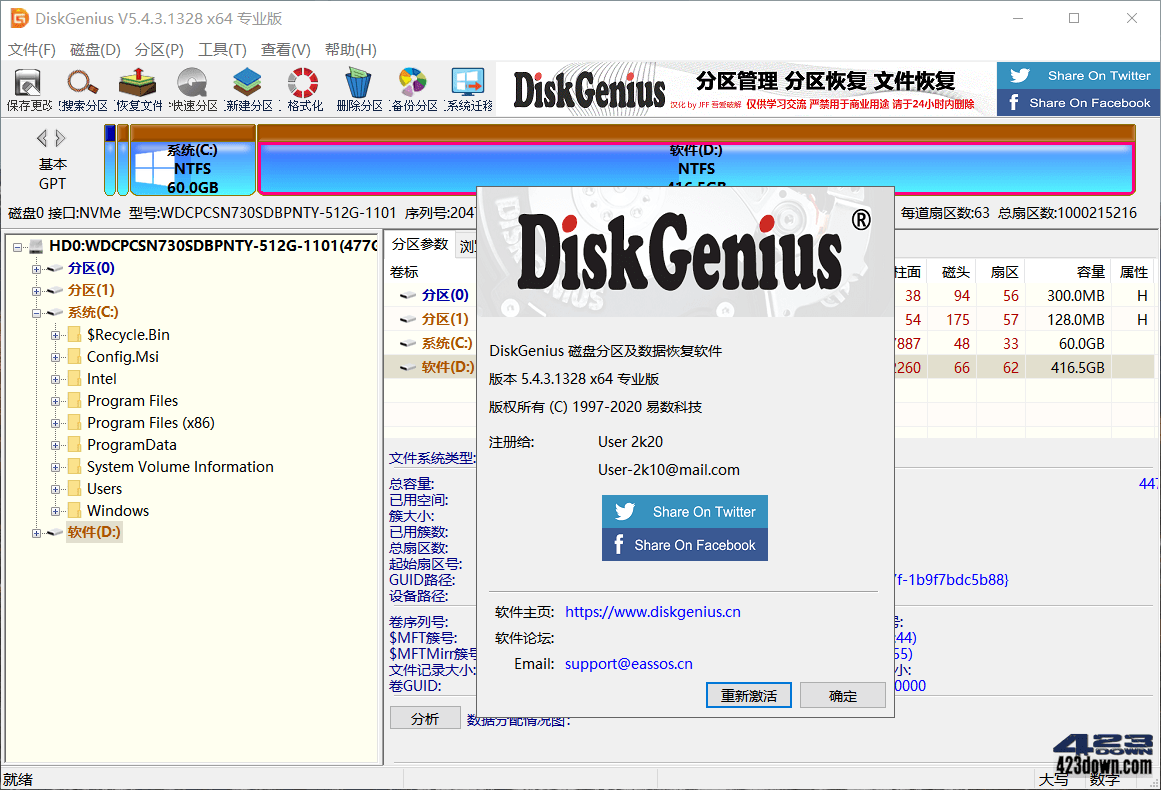 DiskGenius V5.4.3.1328 x64 专业版
文件(F) 磁盘(D) 分区(P) 工具(T) 查看(V) 帮助(H)
保存更改 搜索分区 恢复文件 快速分区 新建分区 格式化 删除分区 备份分区 系统迁移
DiskGenius
分区管理 分区恢复 文件恢复
汉化 by JFF 吾爱破解 仅供学习交流 严禁用于商业用途 请于24小时内删除
Share On Twitter
Share On Facebook
基本
GPT
系统(C:)
NTFS
60.0GB
软件(D:)
NTFS
416.5GB
磁盘0 接口:NVMe 型号:WDCPCSN730SDBPNTY-512G-1101 序列号:204
每道扇区数:63 总扇区数:1000215216
HD0:WDCPCSN730SDBPNTY-512G-1101(477
分区(0)
分区(1)
系统(C:)
$Recycle.Bin
Config.Msi
Intel
Program Files
Program Files (x86)
ProgramData
System Volume Information
Users
Windows
软件(D:)
分区参数 浏
卷标 柱面 磁头 扇区 容量 属性
分区(0) 38 94 56 300.0MB H
分区(1) 54 175 57 128.0MB H
系统(C:) 7887 48 33 60.0GB
软件(D:) 2260 66 62 416.5GB
文件系统类型:
总容量: 447
已用空间:
簇大小:
已用簇数:
总扇区数:
起始扇区号:
GUID路径: f-1b9f7bdc5b88}
设备路径:
卷序列号: 号:
$MFT簇号: 44)
$MFTMirr簇号 55)
文件记录大小: 小:
卷GUID: 0000
分析 数据分配情况图:
DiskGenius®
DiskGenius 磁盘分区及数据恢复软件
版本 5.4.3.1328 x64 专业版
版权所有 (C) 1997-2020 易数科技
注册给: User 2k20
User-2k10@mail.com
Share On Twitter
Share On Facebook
软件主页: https://www.diskgenius.cn
软件论坛:
Email: support@eassos.cn
重新激活 确定
423
DOWN
423down.com
就绪 大写 数字